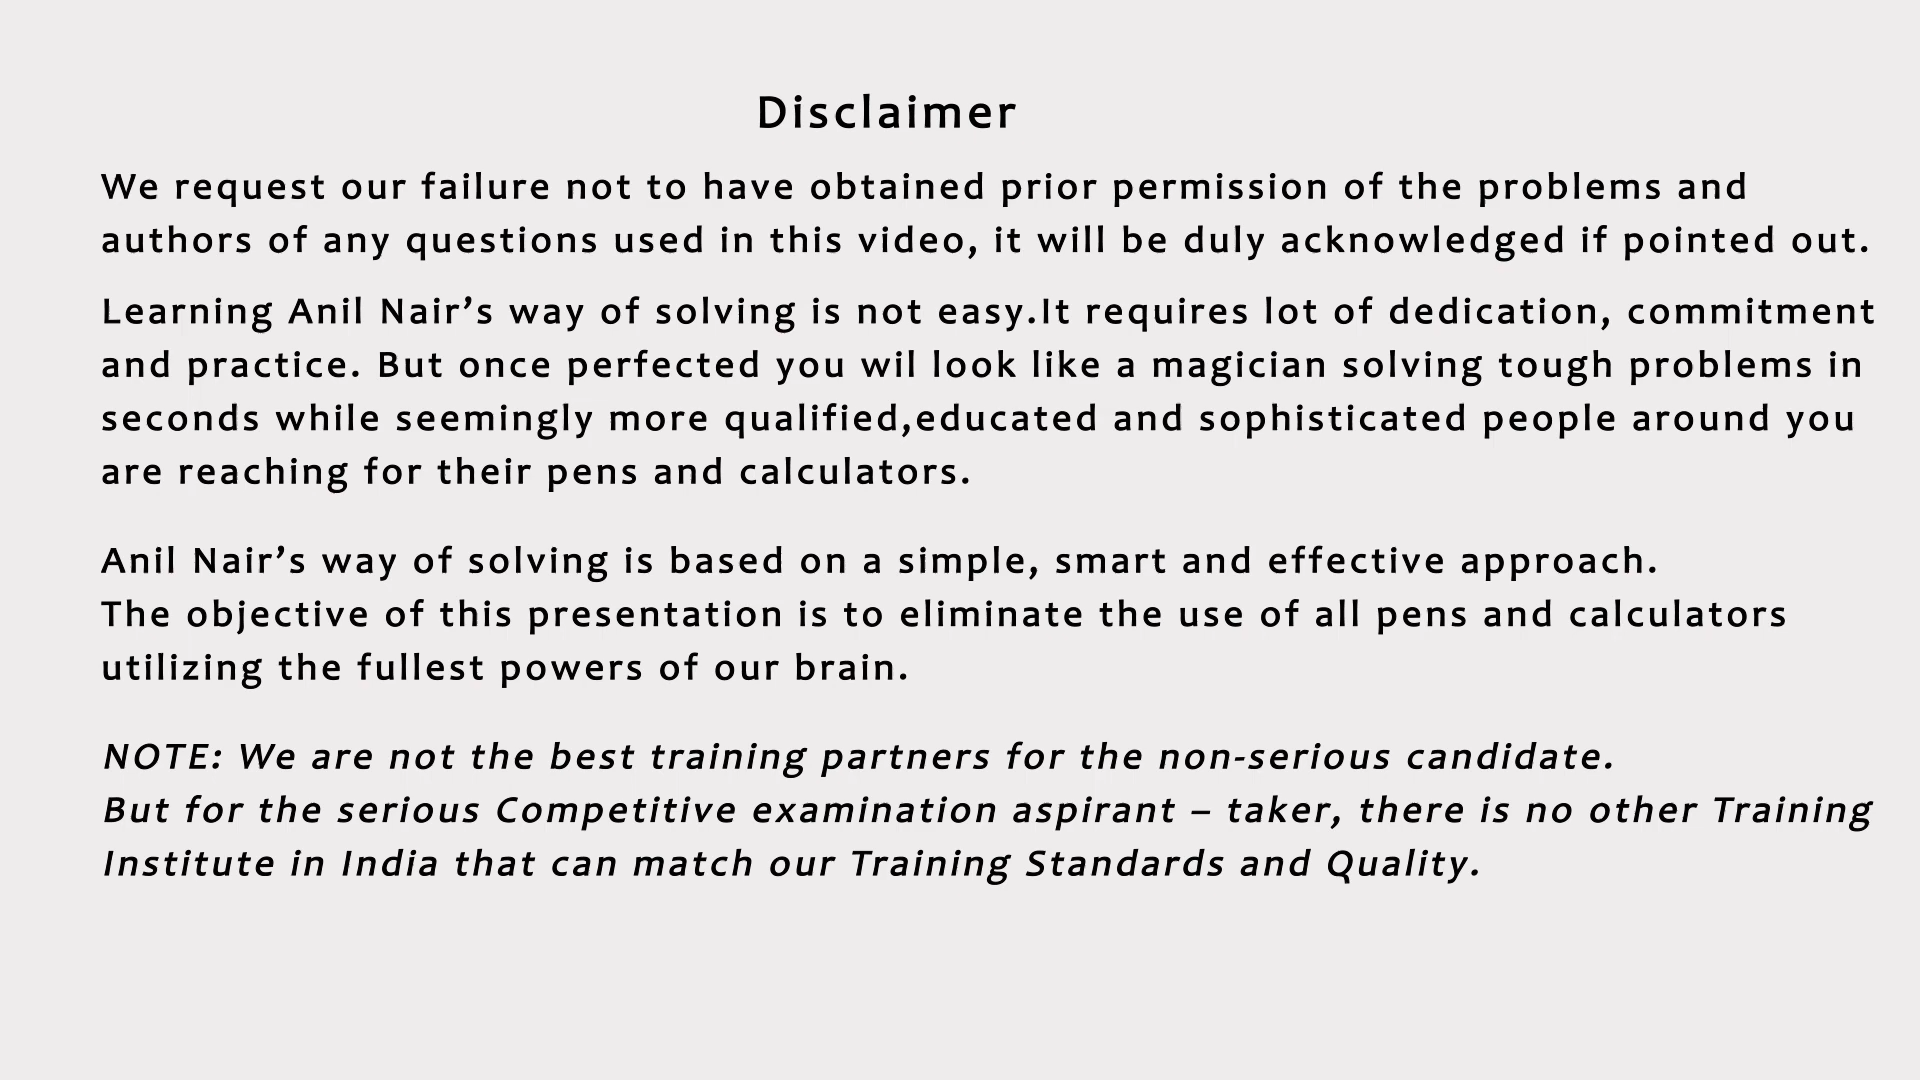 Disclaimer
We request our failure not to have obtained prior permission of the problems and
authors of any questions used in this video, it will be duly acknowledged if pointed out.
Learning Anil Nair’s way of solving is not easy.It requires lot of dedication, commitment
and practice. But once perfected you wil look like a magician solving tough problems in
seconds while seemingly more qualified,educated and sophisticated people around you
are reaching for their pens and calculators.
Anil Nair’s way of solving is based on a simple, smart and effective approach.
The objective of this presentation is to eliminate the use of all pens and calculators
utilizing the fullest powers of our brain.
NOTE: We are not the best training partners for the non-serious candidate.
But for the serious Competitive examination aspirant – taker, there is no other Training
Institute in India that can match our Training Standards and Quality.